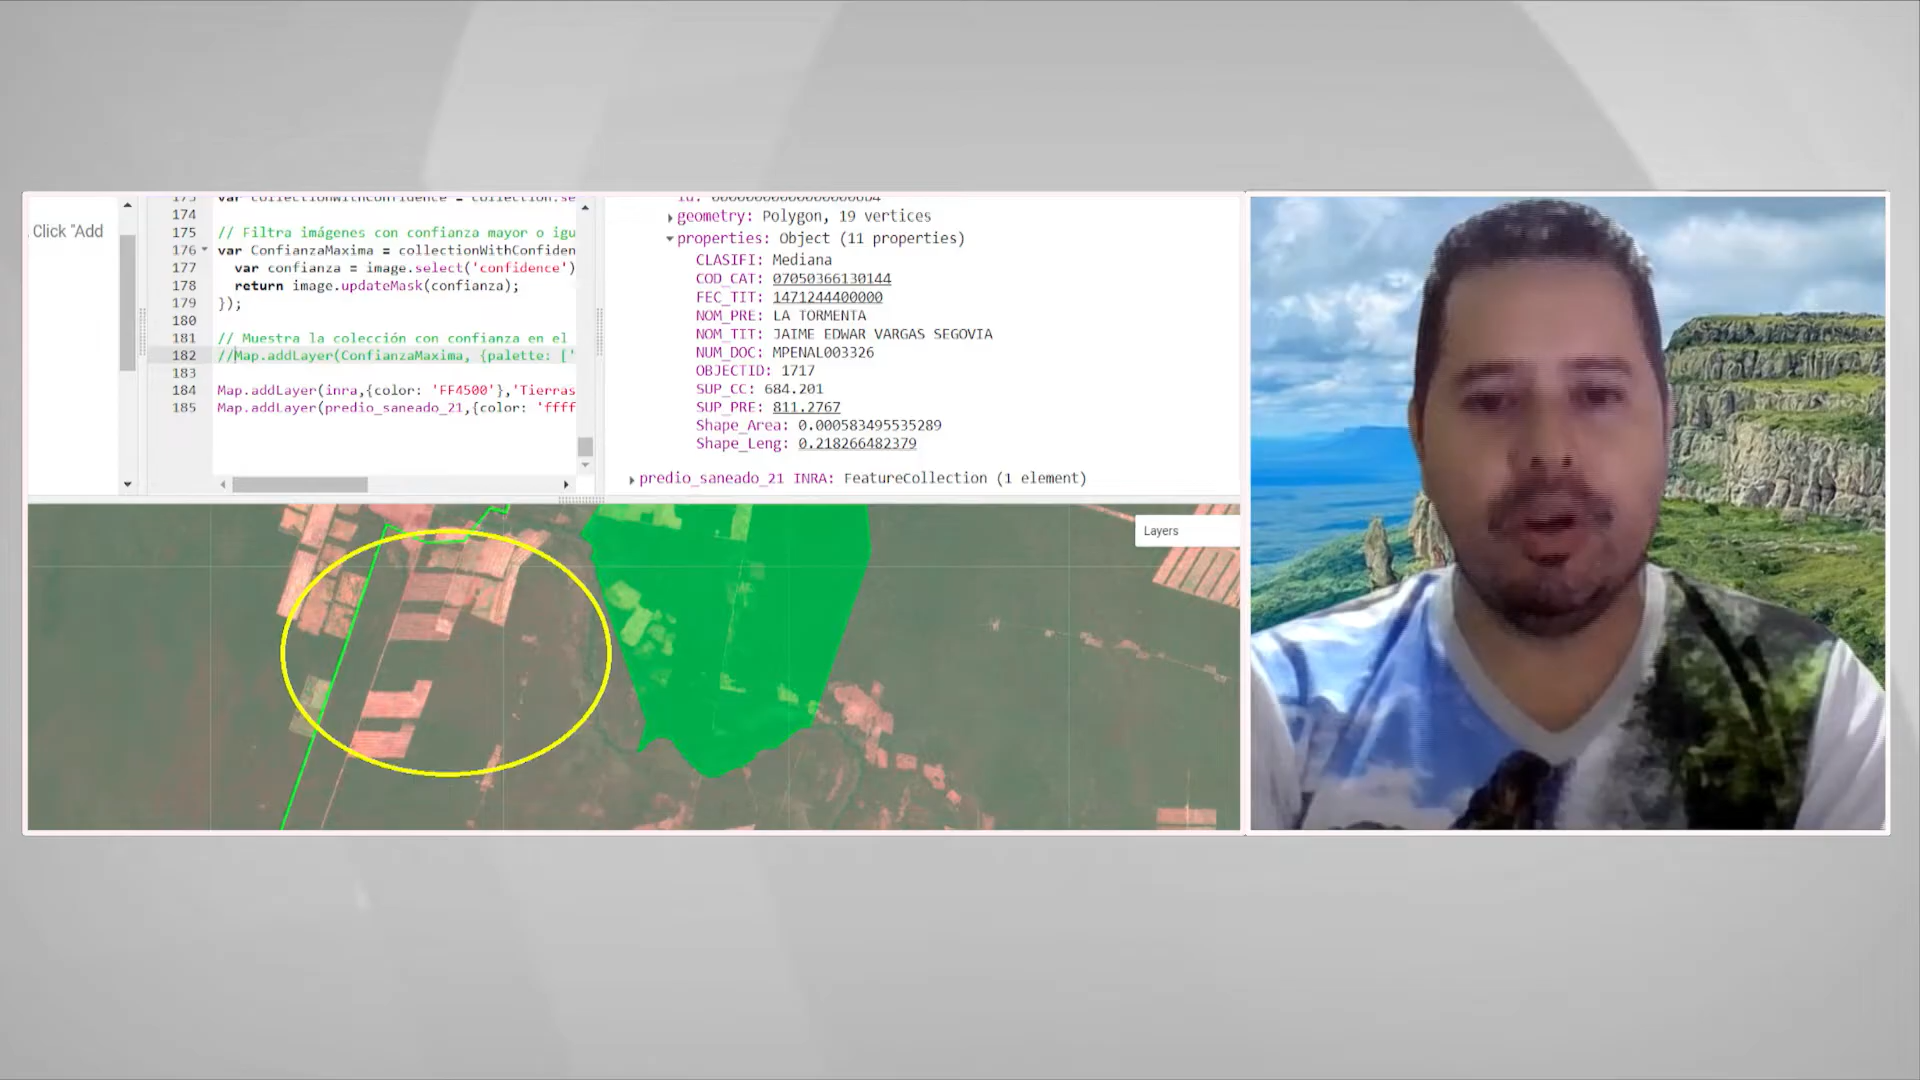 Click "Add
174
175 // Filtra imágenes con confianza mayor o igu
176 var ConfianzaMaxima = collectionWithConfiden
177 var confianza = image.select('confidence')
178 return image.updateMask(confianza);
179 });
180
181 // Muestra la colección con confianza en el
182 //Map.addLayer(ConfianzaMaxima, {palette: ['
183
184 Map.addLayer(inra,{color: 'FF4500'},'Tierras
185 Map.addLayer(predio_saneado_21,{color: 'ffff
geometry: Polygon, 19 vertices
properties: Object (11 properties)
CLASIFI: Mediana
COD_CAT: 07050366130144
FEC_TIT: 1471244400000
NOM_PRE: LA TORMENTA
NOM_TIT: JAIME EDWAR VARGAS SEGOVIA
NUM_DOC: MPENAL003326
OBJECTID: 1717
SUP_CC: 684.201
SUP_PRE: 811.2767
Shape_Area: 0.000583495535289
Shape_Leng: 0.218266482379
predio_saneado_21 INRA: FeatureCollection (1 element)
Layers